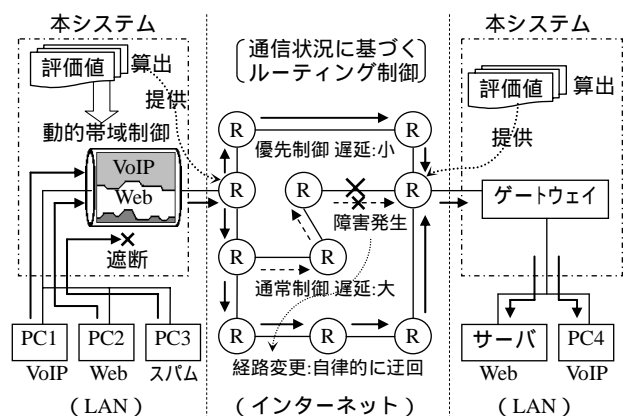 本システム
評価値
算出
提供
動的帯域制御
VoIP
Web
遮断
PC1
PC2
PC3
VoIP
Web
スパム
(LAN)
通信状況に基づく
ルーティング制御
R
R
優先制御 遅延:小
R
R
R
障害発生
R
R
通常制御 遅延:大
R
R
R
経路変更:自律的に迂回
(インターネット)
本システム
評価値
算出
提供
ゲートウェイ
サーバ
PC4
Web
VoIP
(LAN)